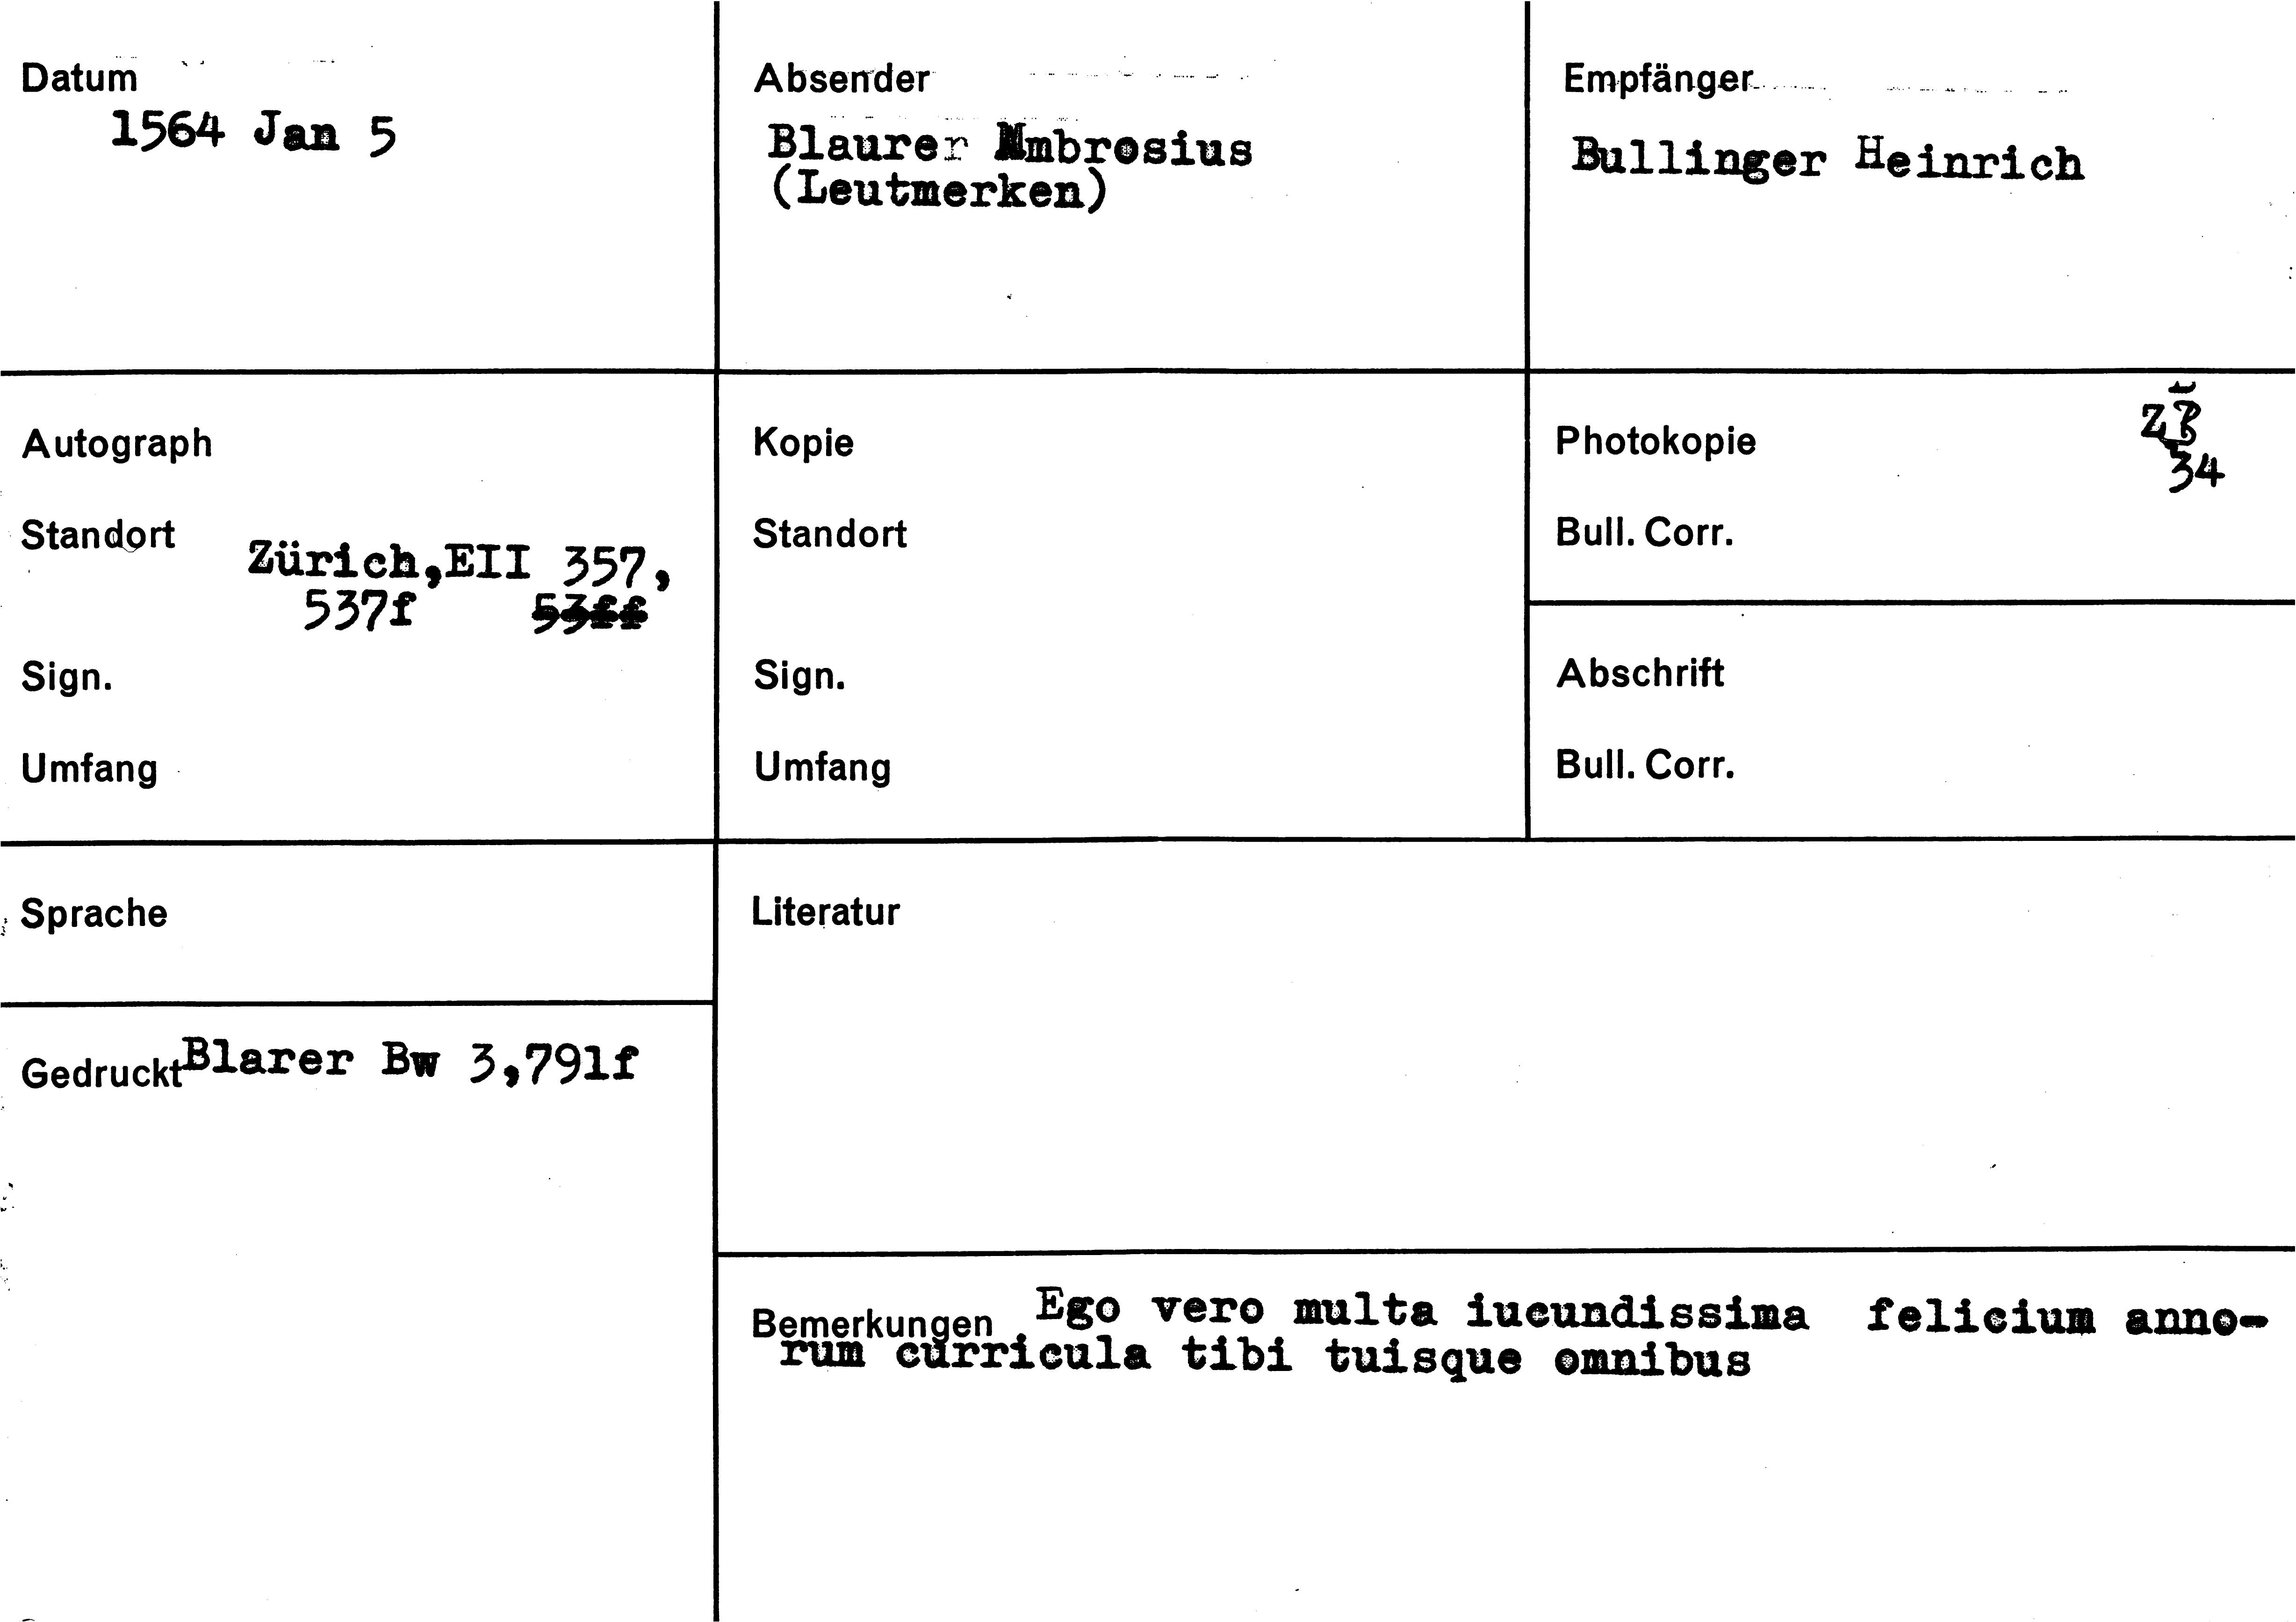 Datum
1564 Jan 5
Absender
Blaurer Ambrosius
(Leutmerken)
Empfänger
Bullinger Heinrich
Autograph
Standort
Zürich,EII 357,
537f 53ff
Sign.
Umfang
Kopie
Standort
Sign.
Umfang
Photokopie
34
Bull. Corr.
Abschrift
Bull. Corr.
Sprache
Gedruckt Blarer Bw 3,791f
Literatur
Bemerkungen Ego vero multa iucundissima felicium anno-
rum curricula tibi tuisque omnibus